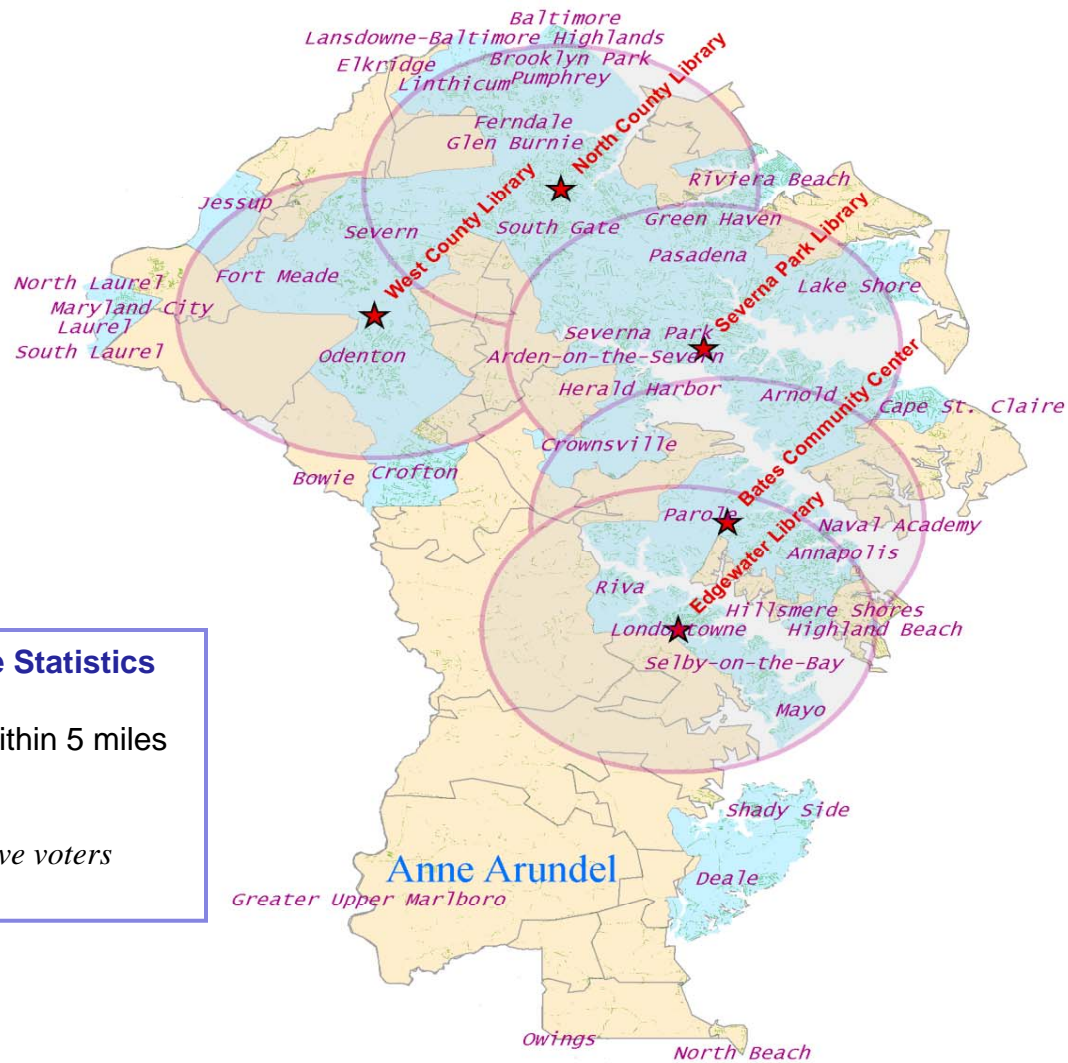 Baltimore
Lansdowne-Baltimore Highlands
Elkridge
Brooklyn Park
Linthicum
Pumphrey
North County Library
Ferndale
Glen Burnie
West County Library
Riviera Beach
Jessup
South Gate
Green Haven
Severn
Severna Park Library
Pasadena
North Laurel
Fort Meade
Lake Shore
Maryland City
Laurel
South Laurel
Severna Park
Odenton
Arden-on-the-Severn
Bates Community Center
Herald Harbor
Arnold
Cape St. Claire
Crownsville
Bowie
Crofton
Edgewater Library
Parole
Naval Academy
Annapolis
Riva
Hillsmere Shores
Londontowne
Highland Beach
Selby-on-the-Bay
Mayo
e Statistics
ithin 5 miles
ve voters
Shady Side
Anne Arundel
Deale
Greater Upper Marlboro
Owings
North Beach